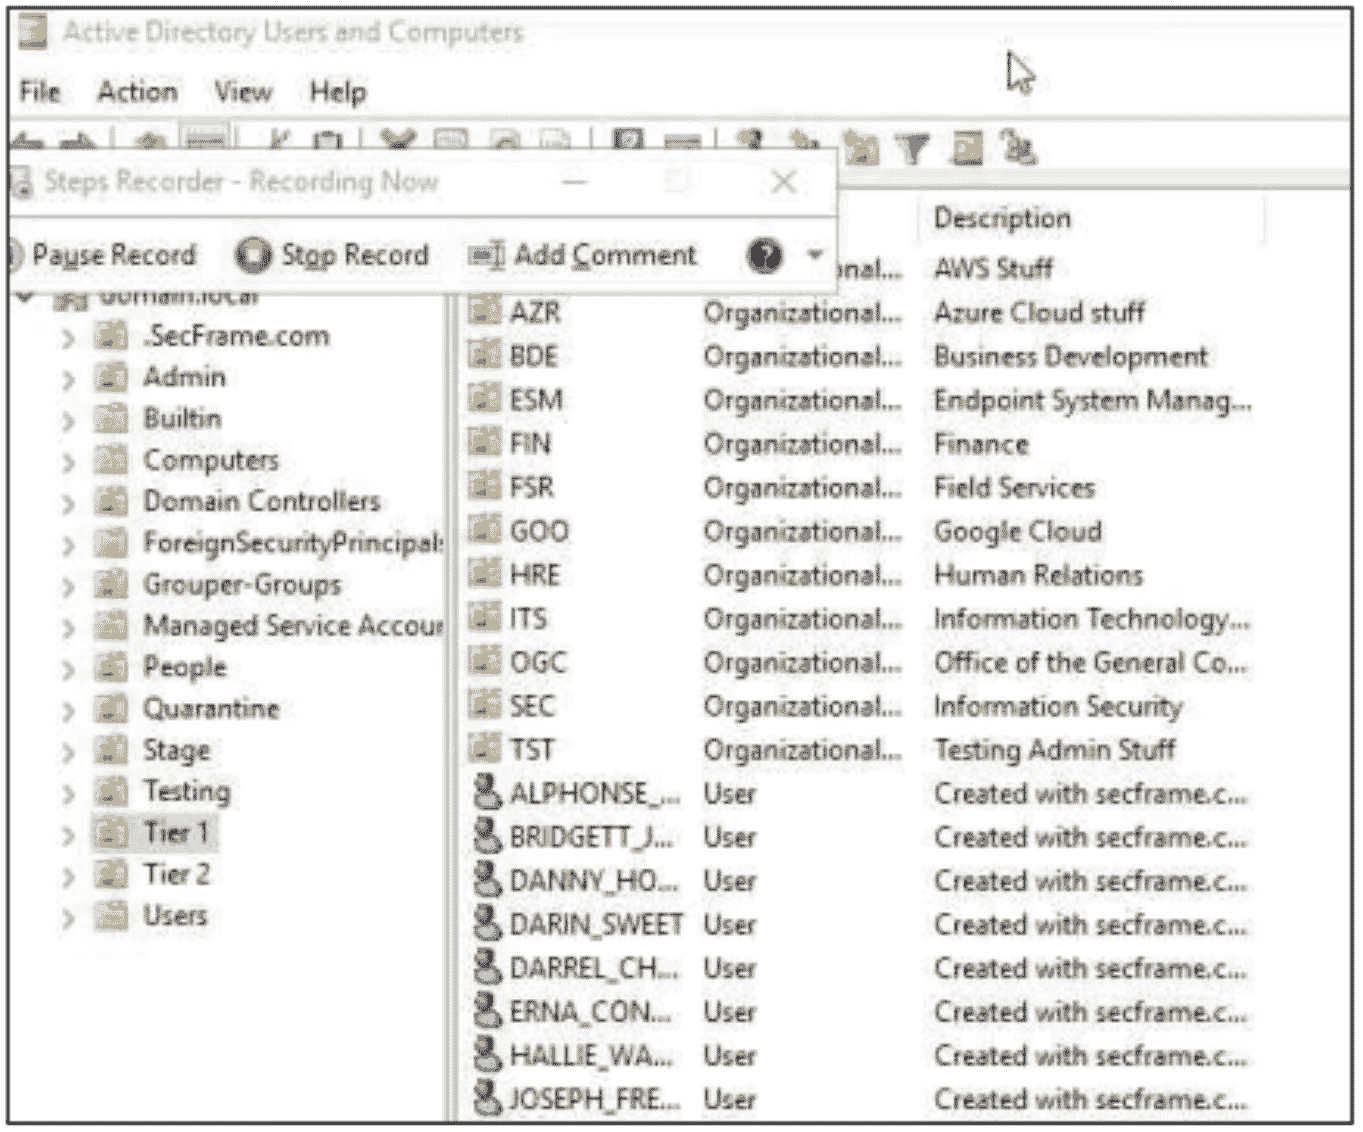 Active Directory Users and Computers
File Action View Help
Steps Recorder - Recording Now
Pause Record Stop Record Add Comment
Description
nal... AWS Stuff
domain.local
AZR Organizational... Azure Cloud stuff
.SecFrame.com
BDE Organizational... Business Development
Admin
ESM Organizational... Endpoint System Manag...
Builtin
FIN Organizational... Finance
Computers
FSR Organizational... Field Services
Domain Controllers
GOO Organizational... Google Cloud
ForeignSecurityPrincipals
HRE Organizational... Human Relations
Grouper-Groups
ITS Organizational... Information Technology...
Managed Service Accour
OGC Organizational... Office of the General Co...
People
SEC Organizational... Information Security
Quarantine
TST Organizational... Testing Admin Stuff
Stage
ALPHONSE_... User Created with secframe.c...
Testing
BRIDGETT_J... User Created with secframe.c...
Tier 1
DANNY_HO... User Created with secframe.c...
Tier 2
DARIN_SWEET User Created with secframe.c...
Users
DARREL_CH... User Created with secframe.c...
ERNA_CON... User Created with secframe.c...
HALLIE_WA... User Created with secframe.c...
JOSEPH_FRE... User Created with secframe.c...